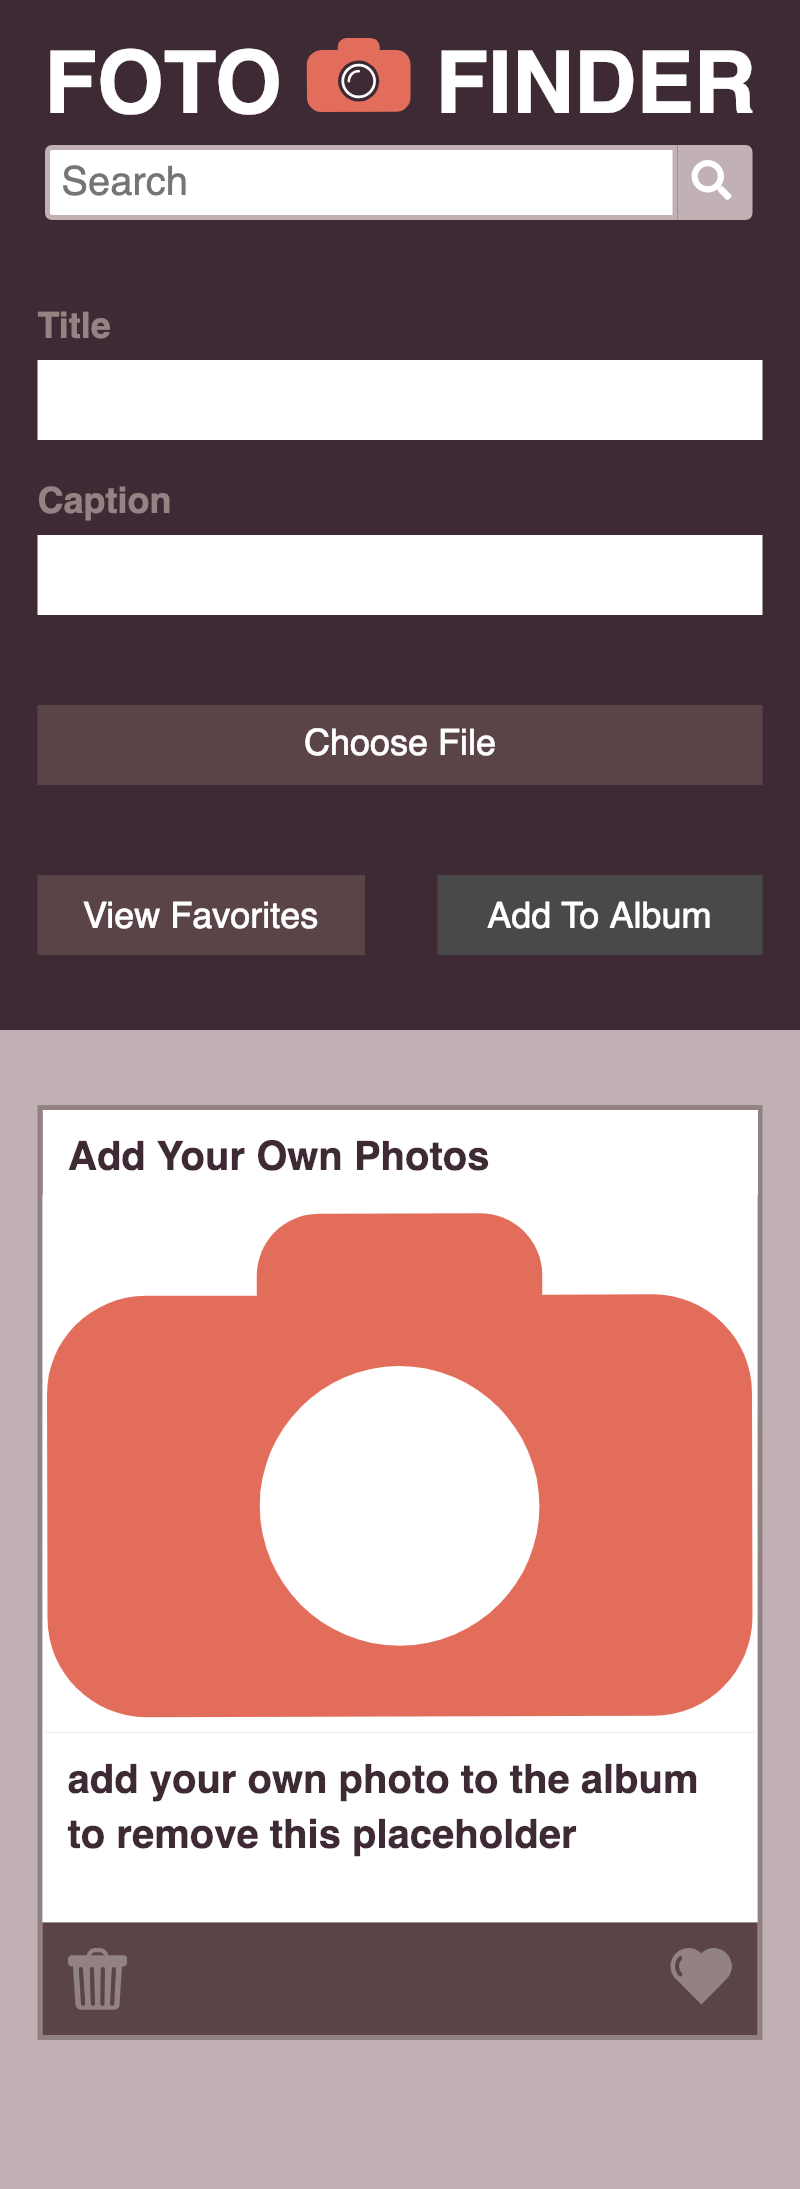 FOTO FINDER
Search
Title
Caption
Choose File
View Favorites
Add To Album
Add Your Own Photos
add your own photo to the album
to remove this placeholder